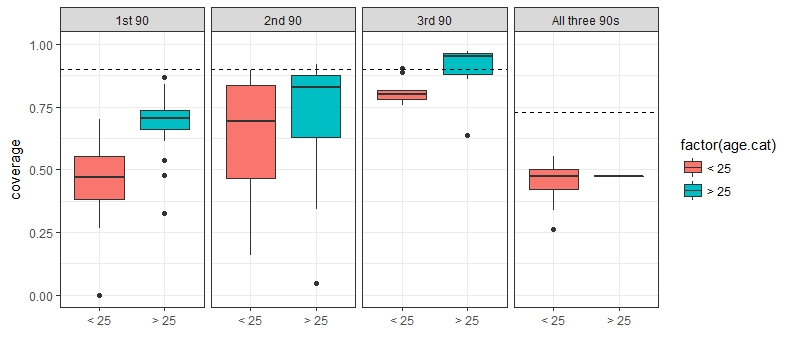 1st 90
2nd 90
3rd 90
All three 90s
1.00
0.75
0.50
0.25
0.00
coverage
< 25
> 25
< 25
> 25
< 25
> 25
< 25
> 25
factor(age.cat)
< 25
> 25